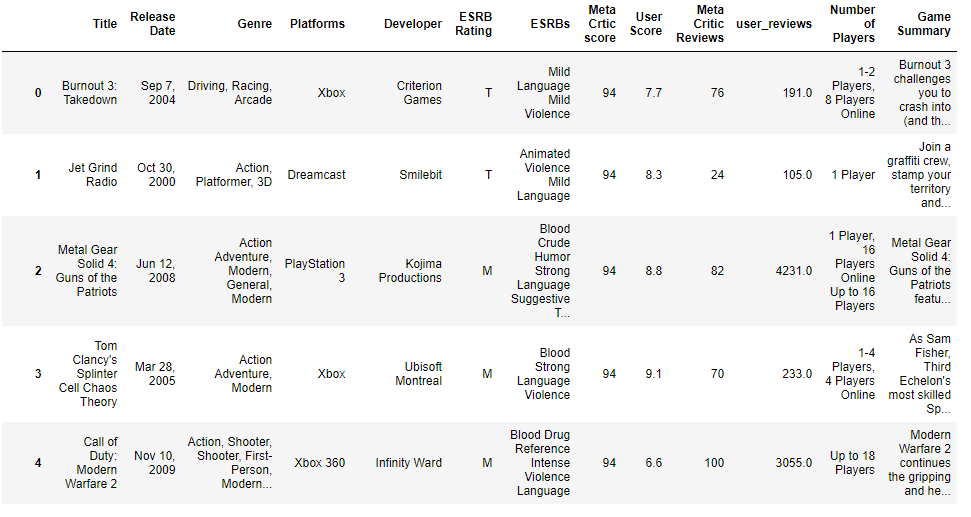 Title
Release
Date
Genre
Platforms
Developer
ESRB
Rating
ESRBs
Meta
Crtic
score
User
Score
Meta
Critic
Reviews
user_reviews
Number
of
Players
Game
Summary
0
Burnout 3:
Takedown
Sep 7,
2004
Driving, Racing,
Arcade
Xbox
Criterion
Games
T
Mild
Language
Mild
Violence
94
7.7
76
191.0
1-2
Players,
8 Players
Online
Burnout 3
challenges
you to
crash into
(and th...
1
Jet Grind
Radio
Oct 30,
2000
Action,
Platformer, 3D
Dreamcast
Smilebit
T
Animated
Violence
Mild
Language
94
8.3
24
105.0
1 Player
Join a
graffiti crew,
stamp your
territory
and...
2
Metal Gear
Solid 4:
Guns of the
Patriots
Jun 12,
2008
Action
Adventure,
Modern,
General,
Modern
PlayStation
3
Kojima
Productions
M
Blood
Crude
Humor
Strong
Language
Suggestive
T...
94
8.8
82
4231.0
1 Player,
16
Players
Online
Up to 16
Players
Metal Gear
Solid 4:
Guns of the
Patriots
featu...
3
Tom
Clancy's
Splinter
Cell Chaos
Theory
Mar 28,
2005
Action
Adventure,
Modern
Xbox
Ubisoft
Montreal
M
Blood
Strong
Language
Violence
94
9.1
70
233.0
1-4
Players,
4 Players
Online
As Sam
Fisher,
Third
Echelon's
most skilled
Sp...
4
Call of
Duty:
Modern
Warfare 2
Nov 10,
2009
Action, Shooter,
Shooter, First-
Person,
Modern...
Xbox 360
Infinity Ward
M
Blood Drug
Reference
Intense
Violence
Language
94
6.6
100
3055.0
Up to 18
Players
Modern
Warfare 2
continues
the gripping
and he...